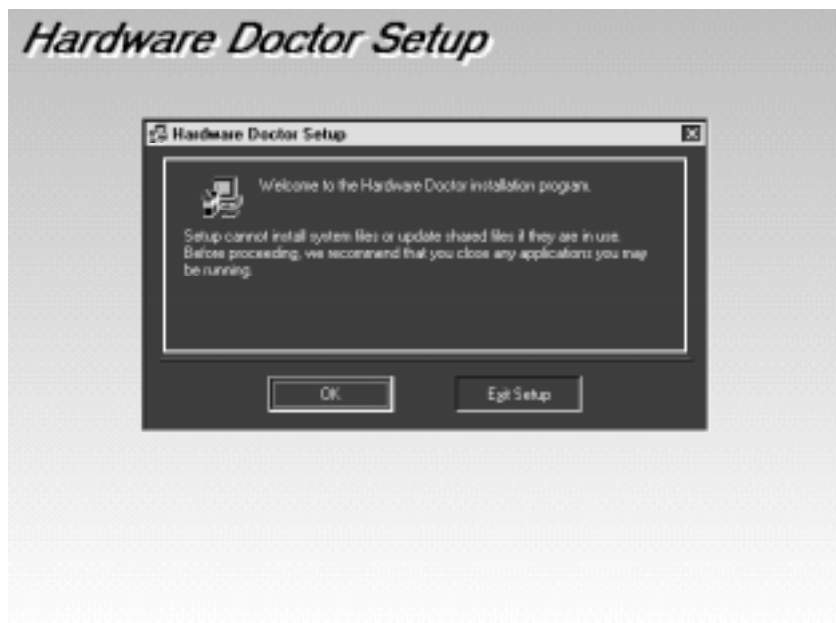 Hardware Doctor Setup
Hardware Doctor Setup
Welcome to the Hardware Doctor installation program.
Setup cannot install system files or update shared files if they are in use.
Before proceeding, we recommend that you close any applications you may
be running.
OK
Exit Setup